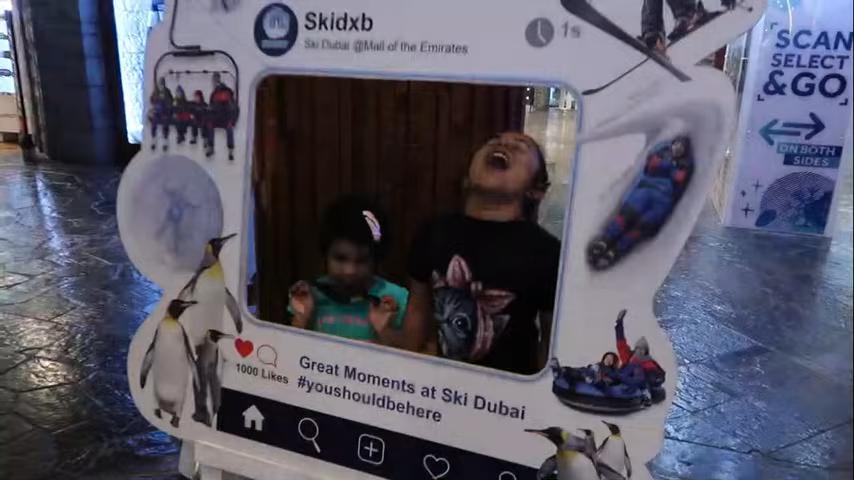 Skidxb
Ski Dubai @Mall of the Emirates
1s
1000 Likes
Great Moments at Ski Dubai
#youshouldbehere
SCAN
SELECT
&GO
ON BOTH
SIDES